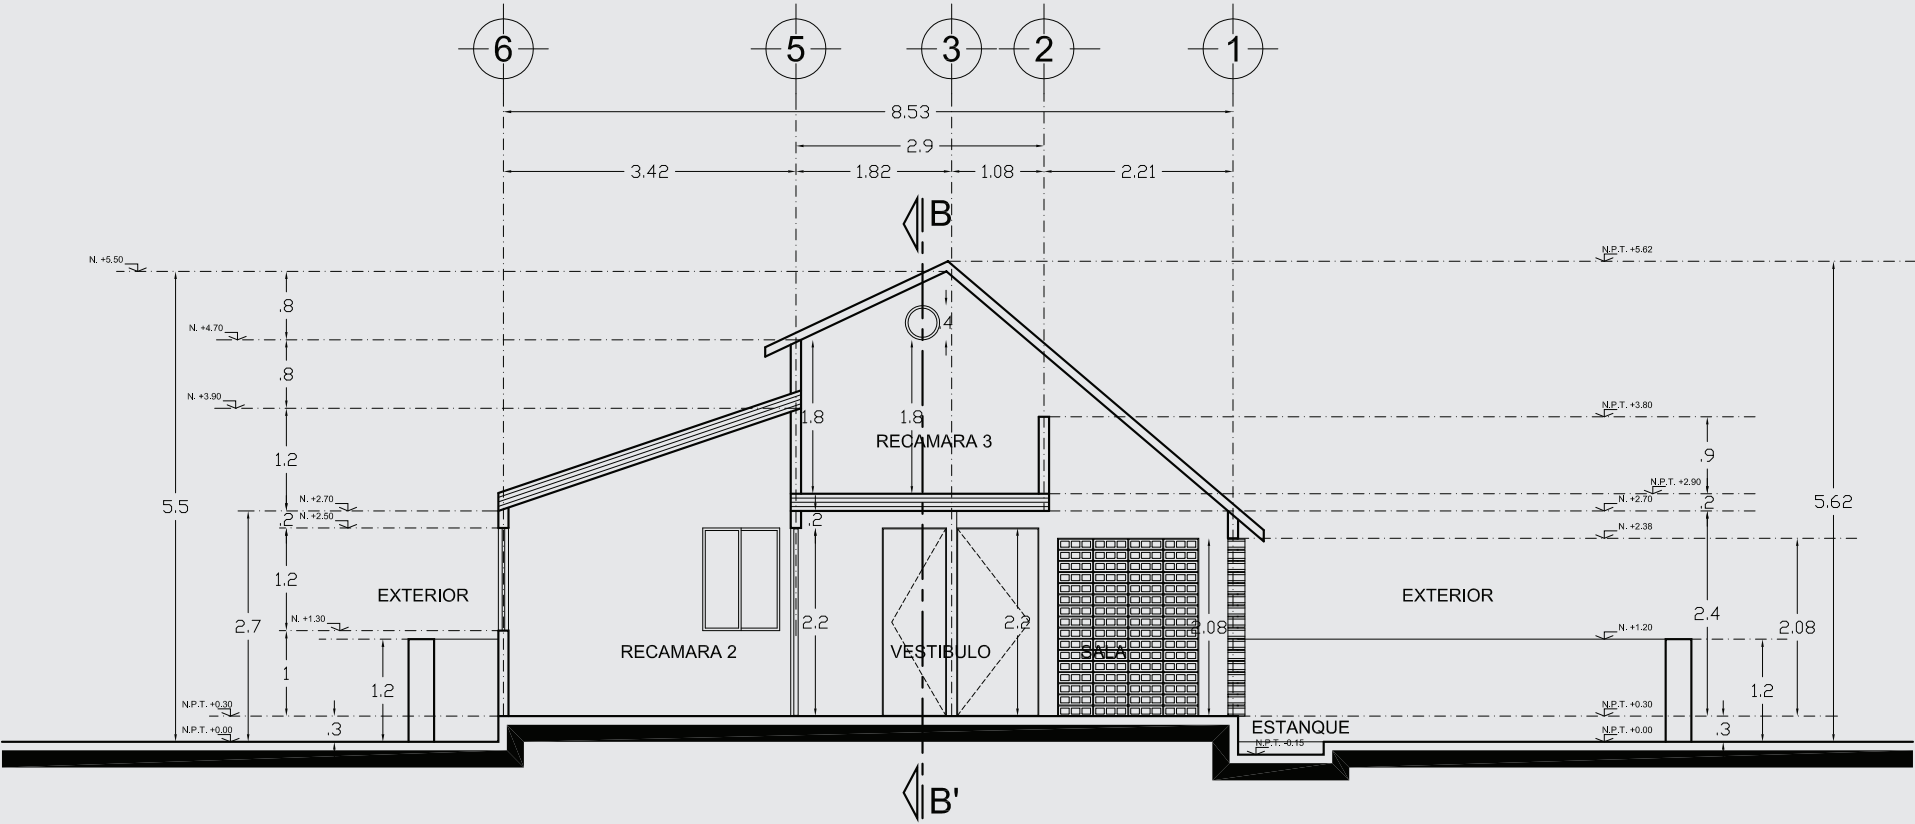 6 5 3 2 1
8.53
2.9
3.42 1.82 1.08 2.21
B
N. +5.50
N.P.T. +5.62
.8
.4
N. +4.70
.8
N. +3.90
N.P.T. +3.80
1.8 1.8
RECAMARA 3
1.2
.9
N.P.T. +2.90
5.5
N. +2.70
.2
N. +2.70
5.62
.2 N. +2.50
.2
N. +2.38
1.2
EXTERIOR
EXTERIOR
N. +1.30
2.7
2.2
2.2
2.08
2.4
N. +1.20
2.08
RECAMARA 2
VESTIBULO
SALA
1
1.2
1.2
N.P.T. +0.30
N.P.T. +0.30
.3
ESTANQUE
.3
N.P.T. +0.00
N.P.T. +0.00
N.P.T. -0.15
B'